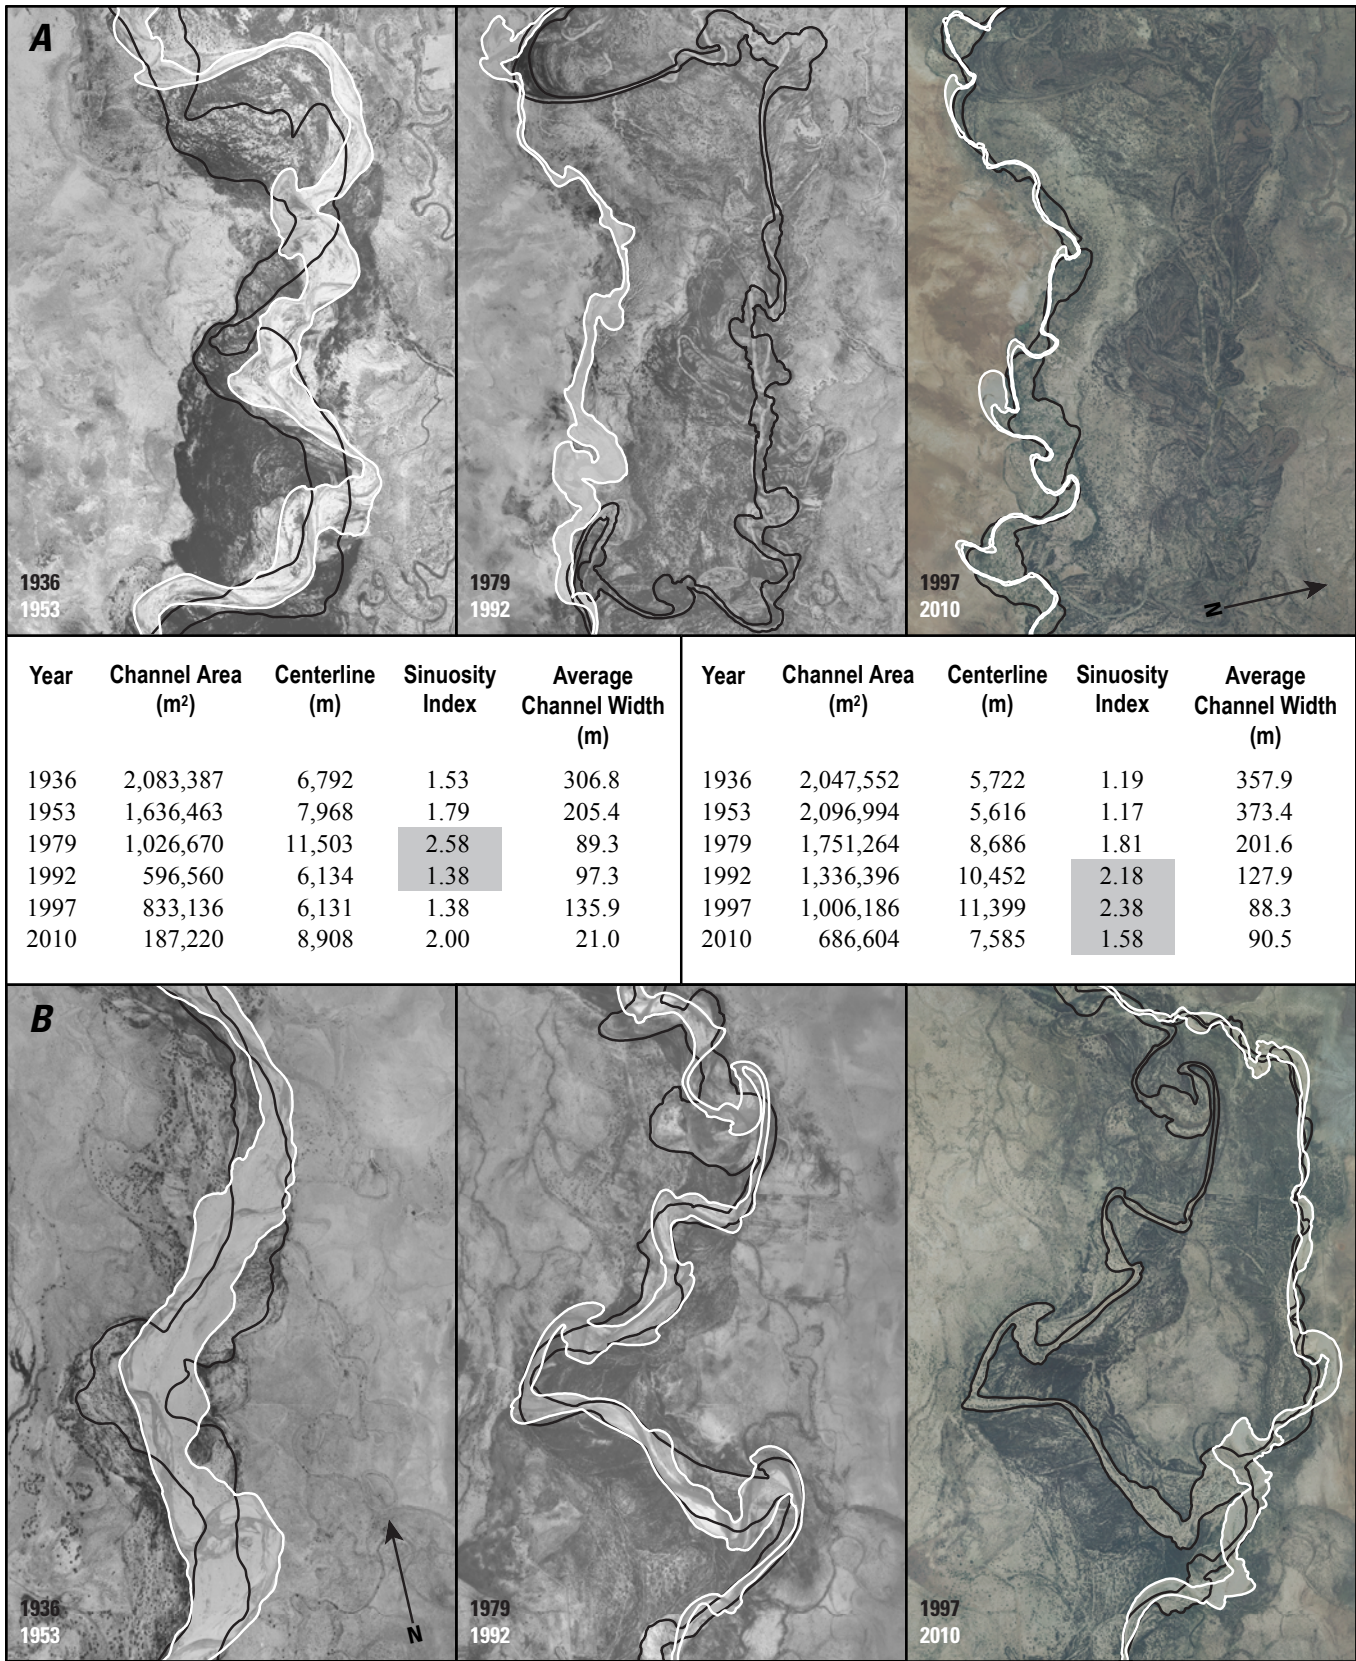 A
1936
1953
1979
1992
1997
2010
N
Year Channel Area (m2) Centerline (m) Sinuosity Index Average Channel Width (m)
1936 2,083,387 6,792 1.53 306.8
1953 1,636,463 7,968 1.79 205.4
1979 1,026,670 11,503 2.58 89.3
1992 596,560 6,134 1.38 97.3
1997 833,136 6,131 1.38 135.9
2010 187,220 8,908 2.00 21.0
Year Channel Area (m2) Centerline (m) Sinuosity Index Average Channel Width (m)
1936 2,047,552 5,722 1.19 357.9
1953 2,096,994 5,616 1.17 373.4
1979 1,751,264 8,686 1.81 201.6
1992 1,336,396 10,452 2.18 127.9
1997 1,006,186 11,399 2.38 88.3
2010 686,604 7,585 1.58 90.5
B
N
1936
1953
1979
1992
1997
2010